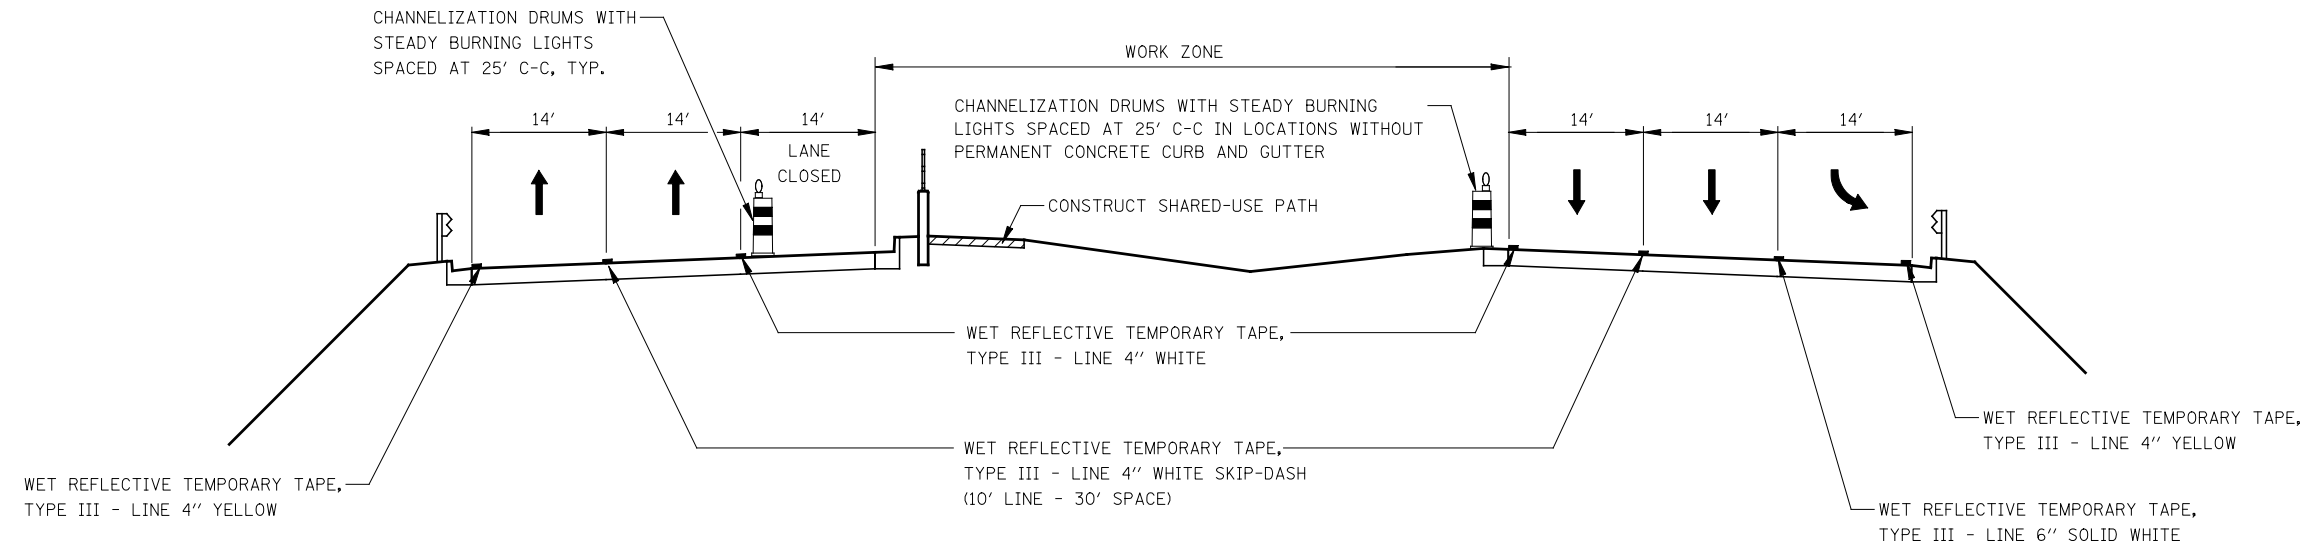 CHANNELIZATION DRUMS WITH
STEADY BURNING LIGHTS
SPACED AT 25' C-C, TYP.
WORK ZONE
CHANNELIZATION DRUMS WITH STEADY BURNING
LIGHTS SPACED AT 25' C-C IN LOCATIONS WITHOUT
PERMANENT CONCRETE CURB AND GUTTER
14'
14'
14'
LANE
CLOSED
14'
14'
14'
CONSTRUCT SHARED-USE PATH
WET REFLECTIVE TEMPORARY TAPE,
TYPE III - LINE 4'' WHITE
WET REFLECTIVE TEMPORARY TAPE,
TYPE III - LINE 4'' WHITE SKIP-DASH
(10' LINE - 30' SPACE)
WET REFLECTIVE TEMPORARY TAPE,
TYPE III - LINE 4'' YELLOW
WET REFLECTIVE TEMPORARY TAPE,
TYPE III - LINE 4'' YELLOW
WET REFLECTIVE TEMPORARY TAPE,
TYPE III - LINE 6'' SOLID WHITE